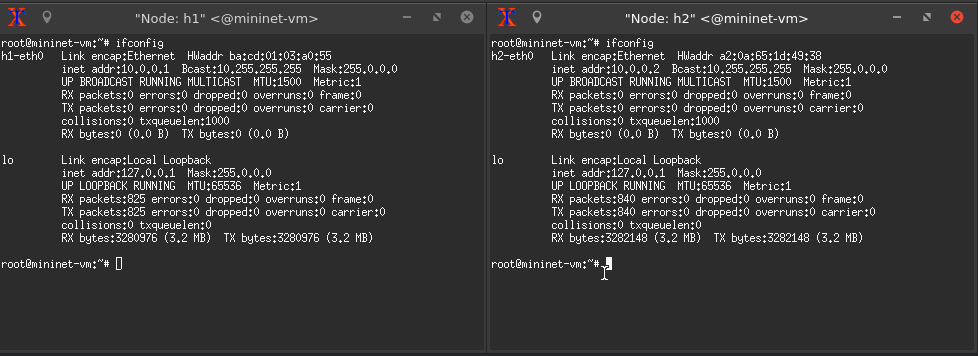 "Node: h1" <@mininet-vm>
root@mininet-vm:~# ifconfig
h1-eth0   Link encap:Ethernet  HWaddr ba:cd:01:03:a0:55
          inet addr:10.0.0.1  Bcast:10.255.255.255  Mask:255.0.0.0
          UP BROADCAST RUNNING MULTICAST  MTU:1500  Metric:1
          RX packets:0 errors:0 dropped:0 overruns:0 frame:0
          TX packets:0 errors:0 dropped:0 overruns:0 carrier:0
          collisions:0 txqueuelen:1000
          RX bytes:0 (0.0 B)  TX bytes:0 (0.0 B)
lo        Link encap:Local Loopback
          inet addr:127.0.0.1  Mask:255.0.0.0
          UP LOOPBACK RUNNING  MTU:65536  Metric:1
          RX packets:825 errors:0 dropped:0 overruns:0 frame:0
          TX packets:825 errors:0 dropped:0 overruns:0 carrier:0
          collisions:0 txqueuelen:0
          RX bytes:3280976 (3.2 MB)  TX bytes:3280976 (3.2 MB)
root@mininet-vm:~#
"Node: h2" <@mininet-vm>
root@mininet-vm:~# ifconfig
h2-eth0   Link encap:Ethernet  HWaddr a2:0a:65:1d:49:38
          inet addr:10.0.0.2  Bcast:10.255.255.255  Mask:255.0.0.0
          UP BROADCAST RUNNING MULTICAST  MTU:1500  Metric:1
          RX packets:0 errors:0 dropped:0 overruns:0 frame:0
          TX packets:0 errors:0 dropped:0 overruns:0 carrier:0
          collisions:0 txqueuelen:1000
          RX bytes:0 (0.0 B)  TX bytes:0 (0.0 B)
lo        Link encap:Local Loopback
          inet addr:127.0.0.1  Mask:255.0.0.0
          UP LOOPBACK RUNNING  MTU:65536  Metric:1
          RX packets:840 errors:0 dropped:0 overruns:0 frame:0
          TX packets:840 errors:0 dropped:0 overruns:0 carrier:0
          collisions:0 txqueuelen:0
          RX bytes:3282148 (3.2 MB)  TX bytes:3282148 (3.2 MB)
root@mininet-vm:~#